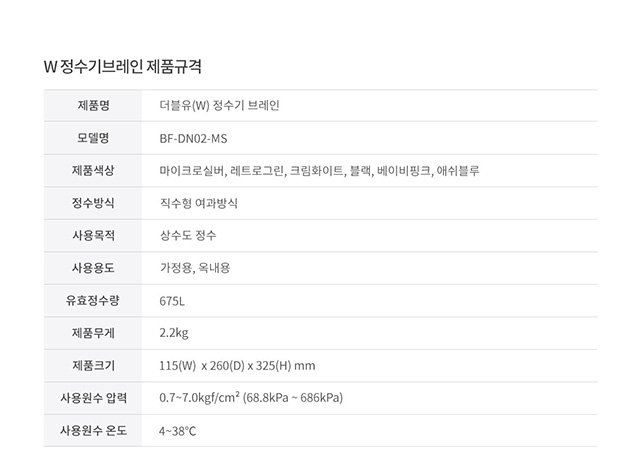 W 정수기브레인 제품규격
제품명 더블유(W) 정수기 브레인
모델명 BF-DN02-MS
제품색상 마이크로실버, 레트로그린, 크림화이트, 블랙, 베이비핑크, 애쉬블루
정수방식 직수형 여과방식
사용목적 상수도 정수
사용용도 가정용, 옥내용
유효정수량 675L
제품무게 2.2kg
제품크기 115(W) x 260(D) x 325(H) mm
사용원수 압력 0.7~7.0kgf/cm² (68.8kPa ~ 686kPa)
사용원수 온도 4~38℃